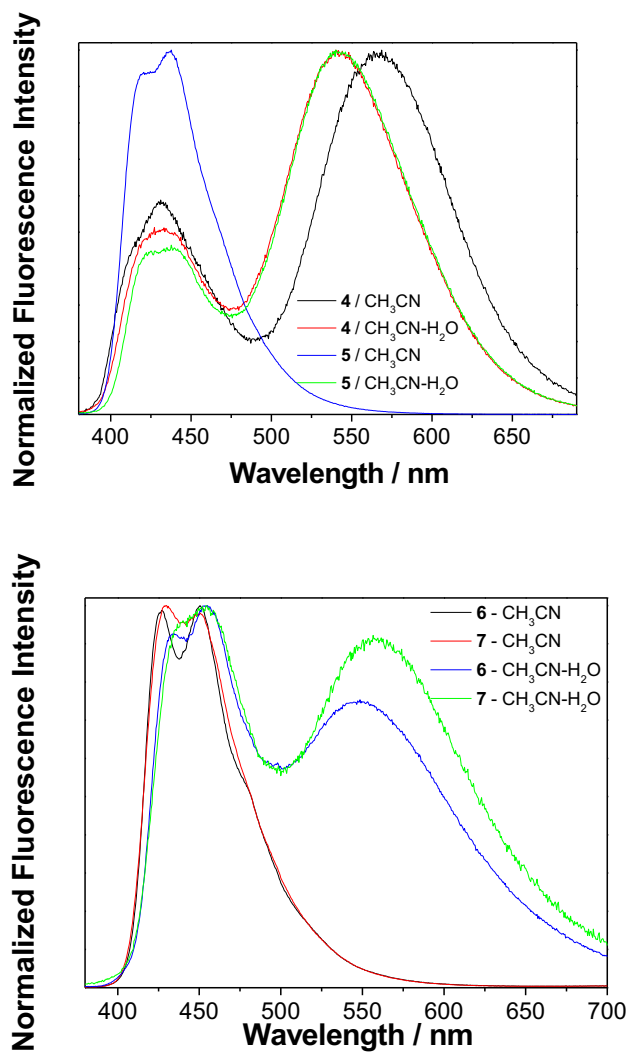 Normalized Fluorescence Intensity
4 / CH₃CN
4 / CH₃CN-H₂O
5 / CH₃CN
5 / CH₃CN-H₂O
400 450 500 550 600 650
Wavelength / nm
Normalized Fluorescence Intensity
6 - CH₃CN
7 - CH₃CN
6 - CH₃CN-H₂O
7 - CH₃CN-H₂O
400 450 500 550 600 650 700
Wavelength / nm